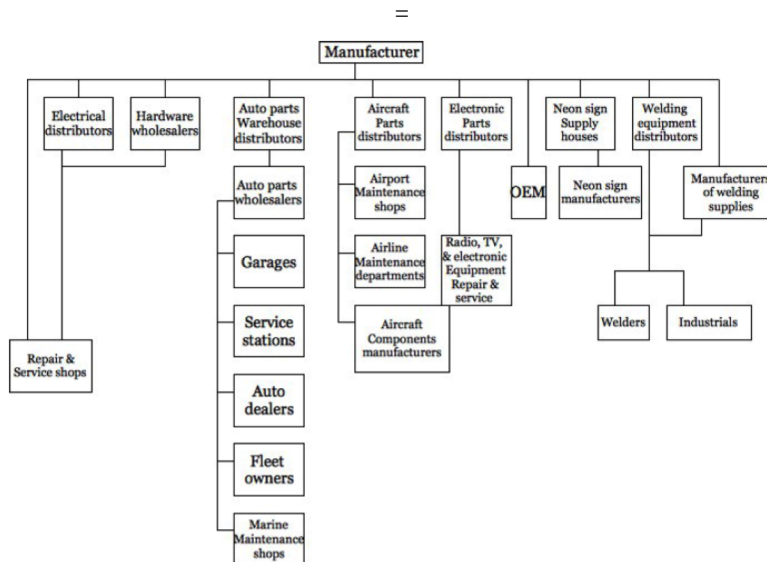 =
Manufacturer
Electrical
distributors
Hardware
wholesalers
Auto parts
Warehouse
distributors
Aircraft
Parts
distributors
Electronic
Parts
distributors
Neon sign
Supply
houses
Welding
equipment
distributors
Auto parts
wholesalers
Airport
Maintenance
shops
OEM
Neon sign
manufacturers
Manufacturers
of welding
supplies
Garages
Airline
Maintenance
departments
Radio, TV,
& electronic
Equipment
Repair &
service
Service
stations
Aircraft
Components
manufacturers
Welders
Industrials
Repair &
Service shops
Auto
dealers
Fleet
owners
Marine
Maintenance
shops